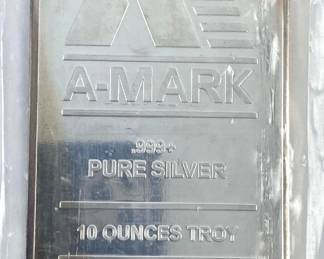 A-MARK
.999+
PURE SILVER
10 OUNCES TROY